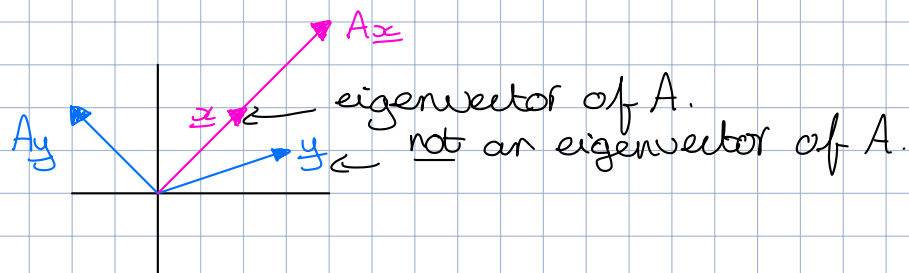 Ax
x eigenvector of A.
Ay y not an eigenvector of A.